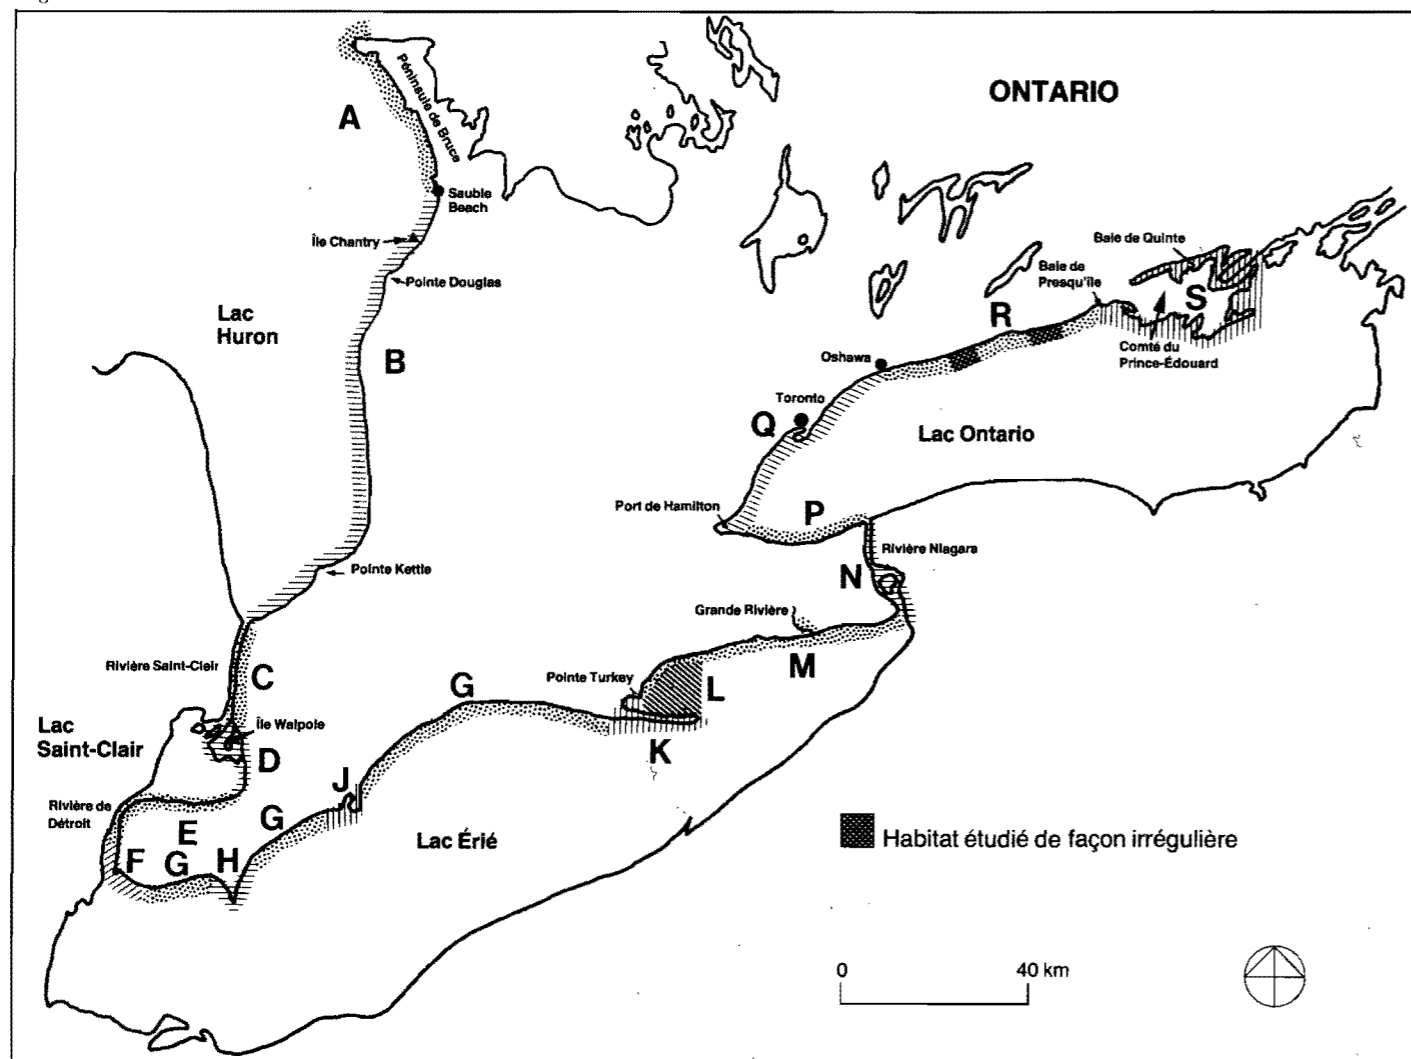 ONTARIO
A
Péninsule de Bruce
Sauble
Beach
Île Chantry
Pointe Douglas
Lac
Huron
B
Baie de Quinte
Baie de
Presqu'île
S
R
Comté du
Prince-Édouard
Oshawa
Toronto
Q
Lac Ontario
Port de Hamilton
P
Rivière Niagara
N
Pointe Kettle
Grande Rivière
M
Rivière Saint-Clair
C
Pointe Turkey
L
G
K
Île Walpole
Lac
Saint-Clair
D
J
Rivière de
Détroit
E
G
F
G
H
Lac Érié
Habitat étudié de façon irrégulière
0
40 km